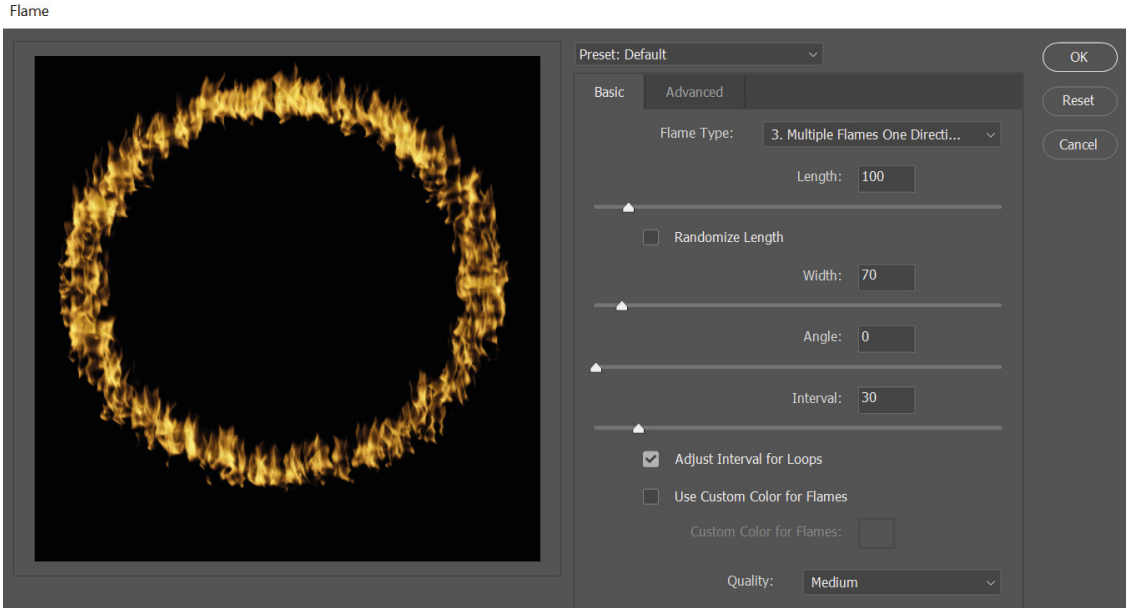 Flame
Preset: Default
OK
Basic
Advanced
Reset
Flame Type:
3. Multiple Flames One Directi...
Cancel
Length:
100
Randomize Length
Width:
70
Angle:
0
Interval:
30
Adjust Interval for Loops
Use Custom Color for Flames
Custom Color for Flames:
Quality:
Medium